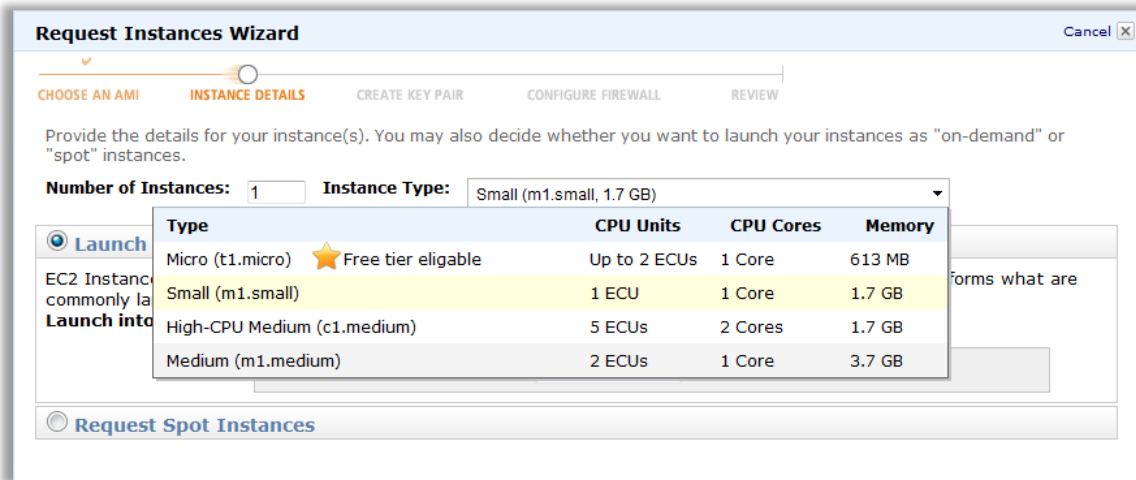 Request Instances Wizard Cancel
CHOOSE AN AMI INSTANCE DETAILS CREATE KEY PAIR CONFIGURE FIREWALL REVIEW
Provide the details for your instance(s). You may also decide whether you want to launch your instances as "on-demand" or
"spot" instances.
Number of Instances: 1 Instance Type: Small (m1.small, 1.7 GB)
Type CPU Units CPU Cores Memory
Launch
Micro (t1.micro) Free tier eligable Up to 2 ECUs 1 Core 613 MB
EC2 what are
commonly
Small (m1.small) 1 ECU 1 Core 1.7 GB
Launch into
High-CPU Medium (c1.medium) 5 ECUs 2 Cores 1.7 GB
Medium (m1.medium) 2 ECUs 1 Core 3.7 GB
Request Spot Instances